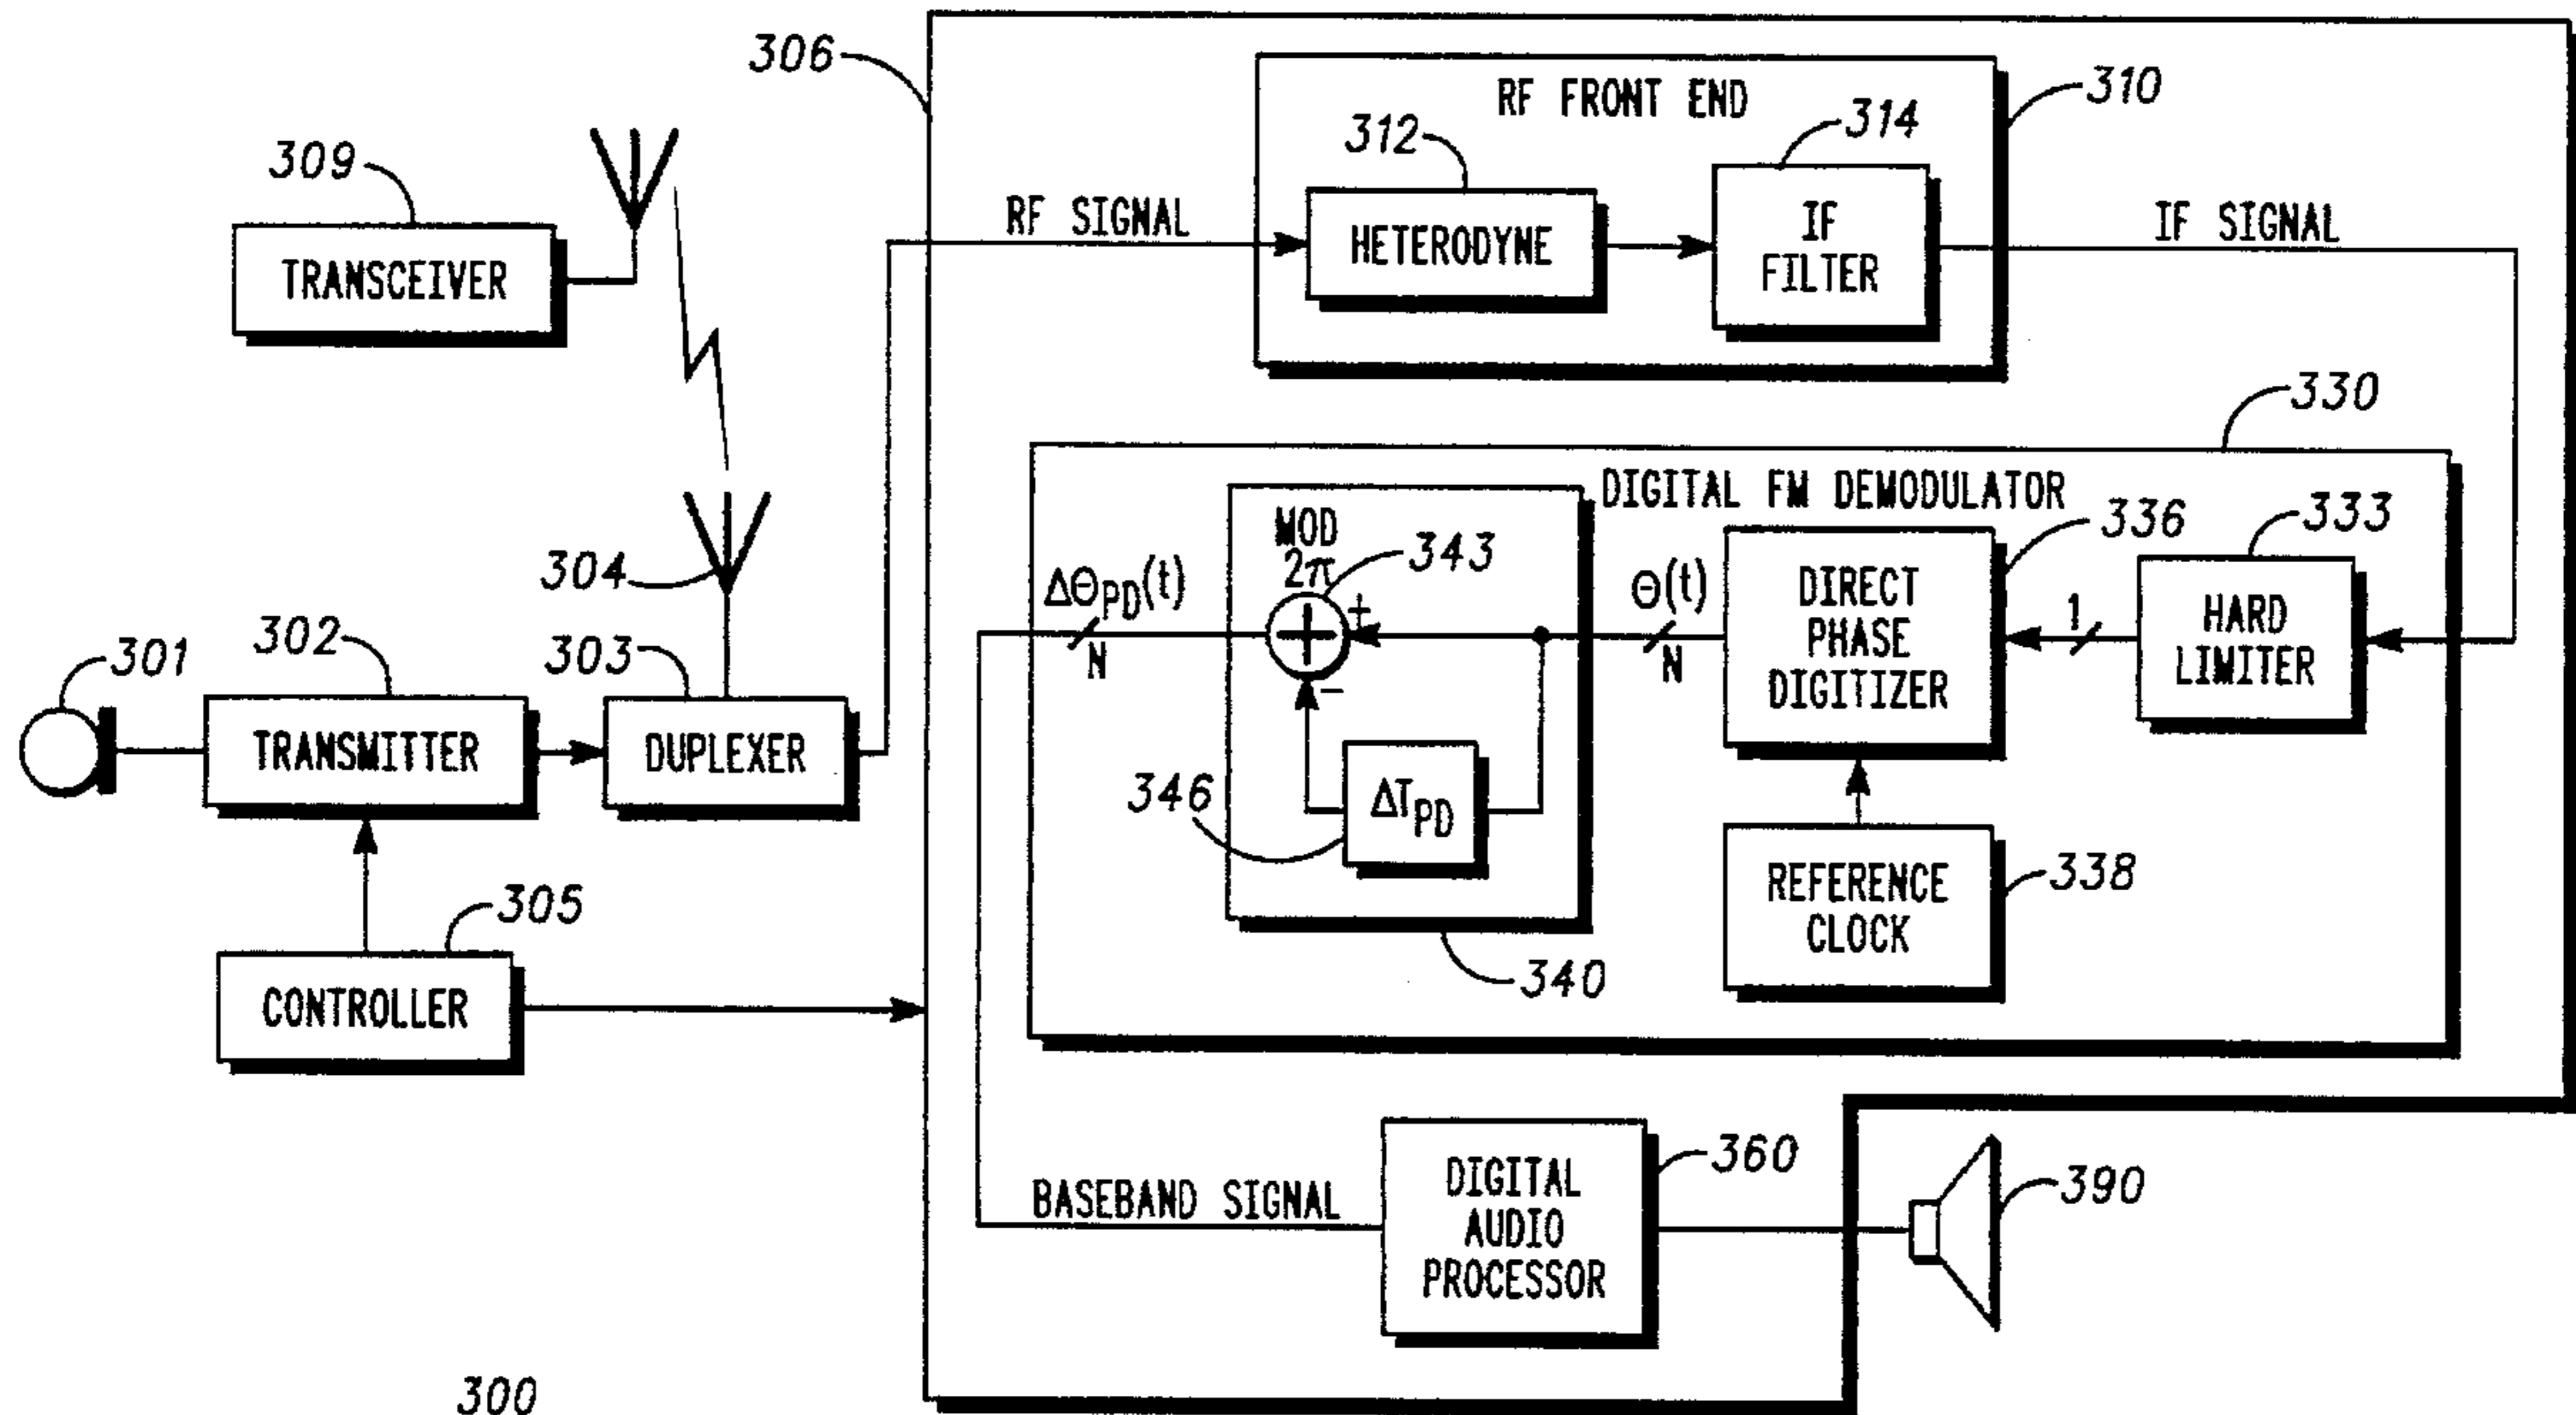 306
RF FRONT END
310
312
314
309
TRANSCEIVER
RF SIGNAL
HETERODYNE
IF
FILTER
IF SIGNAL
330
DIGITAL FM DEMODULATOR
304
MOD
2π
343
336
333
ΔΘPD(t)
N
+
−
Θ(t)
N
DIRECT
PHASE
DIGITIZER
1
HARD
LIMITER
301
302
303
TRANSMITTER
DUPLEXER
346
ΔTPD
REFERENCE
CLOCK
338
305
340
CONTROLLER
360
BASEBAND SIGNAL
DIGITAL
AUDIO
PROCESSOR
390
300